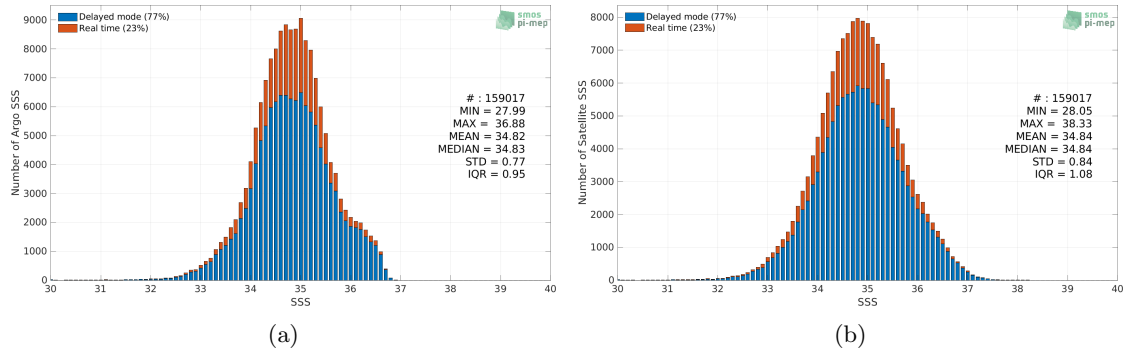 Delayed mode (77%)
Real time (23%)
smos
pi-mep
9000
8000
7000
6000
5000
4000
3000
2000
1000
0
Number of Argo SSS
# : 159017
MIN = 27.99
MAX = 36.88
MEAN = 34.82
MEDIAN = 34.83
STD = 0.77
IQR = 0.95
30 31 32 33 34 35 36 37 38 39 40
SSS
(a)
Delayed mode (77%)
Real time (23%)
smos
pi-mep
8000
7000
6000
5000
4000
3000
2000
1000
0
Number of Satellite SSS
# : 159017
MIN = 28.05
MAX = 38.33
MEAN = 34.84
MEDIAN = 34.84
STD = 0.84
IQR = 1.08
30 31 32 33 34 35 36 37 38 39 40
SSS
(b)